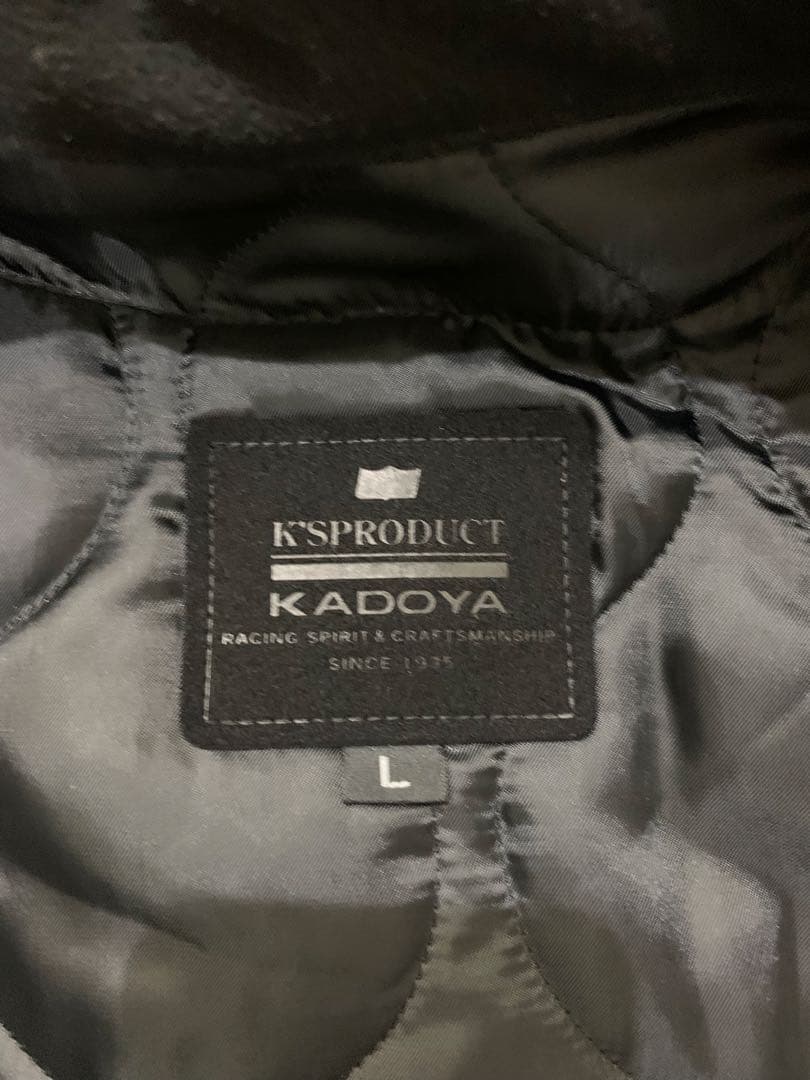 K'SPRODUCT
KADOYA
RACING SPIRIT & CRAFTSMANSHIP
SINCE 1935
L